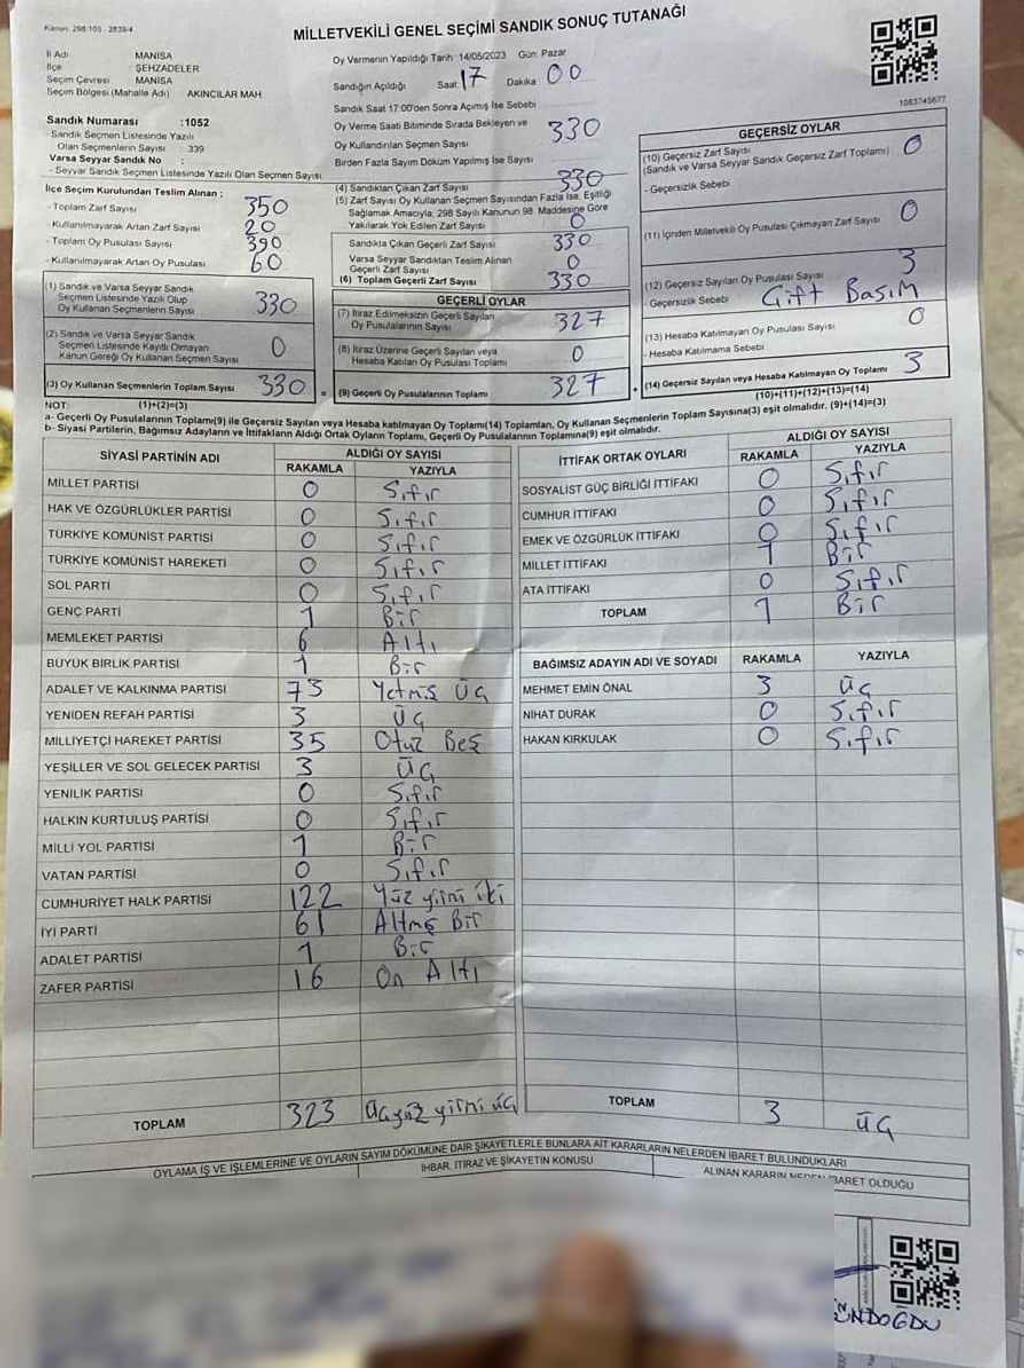 Kanun: 298/105 - 2839/4
MİLLETVEKİLİ GENEL SEÇİMİ SANDIK SONUÇ TUTANAĞI
İl Adı : MANİSA
İlçe : ŞEHZADELER
Seçim Çevresi : MANİSA
Seçim Bölgesi (Mahalle Adı) : AKINCILAR MAH.
Oy Vermenin Yapıldığı Tarih: 14/05/2023 Gün: Pazar
Sandığın Açıldığı Saat: 17 Dakika 00
Sandık Saat 17:00'den Sonra Açımış İse Sebebi
1083745677
Sandık Numarası :1052
- Sandık Seçmen Listesinde Yazılı
Olan Seçmenlerin Sayısı : 339
Varsa Seyyar Sandık No :
- Seyyar Sandık Seçmen Listesinde Yazılı Olan Seçmen Sayısı:
Oy Verme Saati Bitiminde Sırada Bekleyen ve
Oy Kullandırılan Seçmen Sayısı 330
Birden Fazla Sayım Döküm Yapılmış İse Sayısı
İlçe Seçim Kurulundan Teslim Alınan ;
- Toplam Zarf Sayısı 350
- Kullanılmayarak Artan Zarf Sayısı 20
- Toplam Oy Pusulası Sayısı 390
- Kullanılmayarak Artan Oy Pusulası 60
(1) Sandık ve Varsa Seyyar Sandık
Seçmen Listesinde Yazılı Olup
Oy Kullanan Seçmenlerin Sayısı 330
(2) Sandık ve Varsa Seyyar Sandık
Seçmen Listesinde Kayıtlı Olmayan
Kanun Gereği Oy Kullanan Seçmen Sayısı 0
(3) Oy Kullanan Seçmenlerin Toplam Sayısı 330
(1)+(2)=(3)
(4) Sandıktan Çıkan Zarf Sayısı 330
(5) Zarf Sayısı Oy Kullanan Seçmen Sayısından Fazla İse, Eşitliği
Sağlamak Amacıyla, 298 Sayılı Kanunun 98. Maddesine Göre
Yakılarak Yok Edilen Zarf Sayısı 0
Sandıkta Çıkan Geçerli Zarf Sayısı 330
Varsa Seyyar Sandıktan Teslim Alınan
Geçerli Zarf Sayısı 0
(6) Toplam Geçerli Zarf Sayısı 330
GEÇERLİ OYLAR
(7) İtiraz Edilmeksizin Geçerli Sayılan
Oy Pusulalarının Sayısı 327
(8) İtiraz Üzerine Geçerli Sayılan veya
Hesaba Katılan Oy Pusulası Toplamı 0
= (9) Geçerli Oy Pusulalarının Toplamı 327 +
GEÇERSİZ OYLAR
(10) Geçersiz Zarf Sayısı
(Sandık ve Varsa Seyyar Sandık Geçersiz Zarf Toplamı) 0
- Geçersizlik Sebebi
(11) İçinden Milletvekili Oy Pusulası Çıkmayan Zarf Sayısı 0
(12) Geçersiz Sayılan Oy Pusulası Sayısı 3
- Geçersizlik Sebebi Çift Basım
(13) Hesaba Katılmayan Oy Pusulası Sayısı 0
- Hesaba Katılmama Sebebi
(14) Geçersiz Sayılan veya Hesaba Katılmayan Oy Toplamı 3
(10)+(11)+(12)+(13)=(14)
NOT:
a- Geçerli Oy Pusulalarının Toplamı(9) ile Geçersiz Sayılan veya Hesaba katılmayan Oy Toplamı(14) Toplamları, Oy Kullanan Seçmenlerin Toplam Sayısına(3) eşit olmalıdır. (9)+(14)=(3)
b- Siyasi Partilerin, Bağımsız Adayların ve İttifakların Aldığı Ortak Oyların Toplamı, Geçerli Oy Pusulalarının Toplamına(9) eşit olmalıdır.
SİYASİ PARTİNİN ADI ALDIĞI OY SAYISI
RAKAMLA YAZIYLA
MİLLET PARTİSİ 0 Sıfır
HAK VE ÖZGÜRLÜKLER PARTİSİ 0 Sıfır
TÜRKİYE KOMÜNİST PARTİSİ 0 Sıfır
TÜRKİYE KOMÜNİST HAREKETİ 0 Sıfır
SOL PARTİ 0 Sıfır
GENÇ PARTİ 1 Bir
MEMLEKET PARTİSİ 6 Altı
BÜYÜK BİRLİK PARTİSİ 1 Bir
ADALET VE KALKINMA PARTİSİ 73 Yetmiş Üç
YENİDEN REFAH PARTİSİ 3 Üç
MİLLİYETÇİ HAREKET PARTİSİ 35 Otuz Beş
YEŞİLLER VE SOL GELECEK PARTİSİ 3 Üç
YENİLİK PARTİSİ 0 Sıfır
HALKIN KURTULUŞ PARTİSİ 0 Sıfır
MİLLİ YOL PARTİSİ 1 Bir
VATAN PARTİSİ 0 Sıfır
CUMHURİYET HALK PARTİSİ 122 Yüz yirmi iki
İYİ PARTİ 61 Altmş Bir
ADALET PARTİSİ 1 Bir
ZAFER PARTİSİ 16 On Altı
TOPLAM 323 Üçyüz yirmi üç
İTTİFAK ORTAK OYLARI ALDIĞI OY SAYISI
RAKAMLA YAZIYLA
SOSYALİST GÜÇ BİRLİĞİ İTTİFAKI 0 Sıfır
CUMHUR İTTİFAKI 0 Sıfır
EMEK VE ÖZGÜRLÜK İTTİFAKI 0 Sıfır
MİLLET İTTİFAKI 1 Bir
ATA İTTİFAKI 0 Sıfır
TOPLAM 1 Bir
BAĞIMSIZ ADAYIN ADI VE SOYADI RAKAMLA YAZIYLA
MEHMET EMİN ÖNAL 3 Üç
NİHAT DURAK 0 Sıfır
HAKAN KIRKULAK 0 Sıfır
TOPLAM 3 Üç
OYLAMA İŞ VE İŞLEMLERİNE VE OYLARIN SAYIM DÖKÜMÜNE DAİR ŞİKAYETLERLE BUNLARA AİT KARARLARIN NELERDEN İBARET BULUNDUKLARI
İHBAR, İTİRAZ VE ŞİKAYETİN KONUSU
ALINAN KARARIN NEDEN İBARET OLDUĞU
ÜNDOĞDU